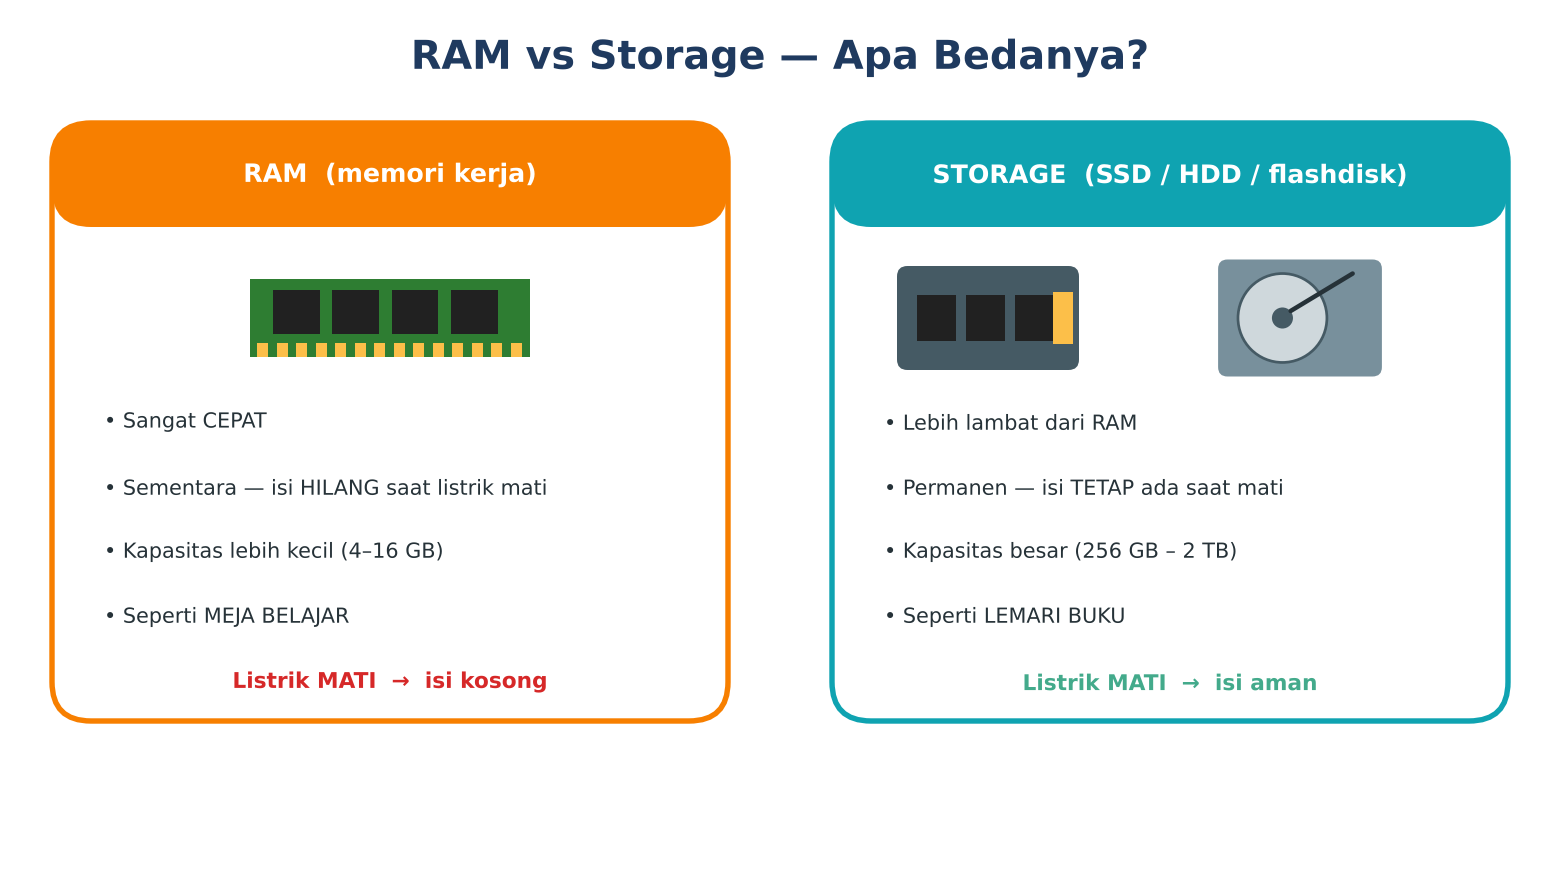 RAM vs Storage — Apa Bedanya?
RAM  (memori kerja)
• Sangat CEPAT
• Sementara — isi HILANG saat listrik mati
• Kapasitas lebih kecil (4–16 GB)
• Seperti MEJA BELAJAR
Listrik MATI → isi kosong
STORAGE  (SSD / HDD / flashdisk)
• Lebih lambat dari RAM
• Permanen — isi TETAP ada saat mati
• Kapasitas besar (256 GB – 2 TB)
• Seperti LEMARI BUKU
Listrik MATI → isi aman